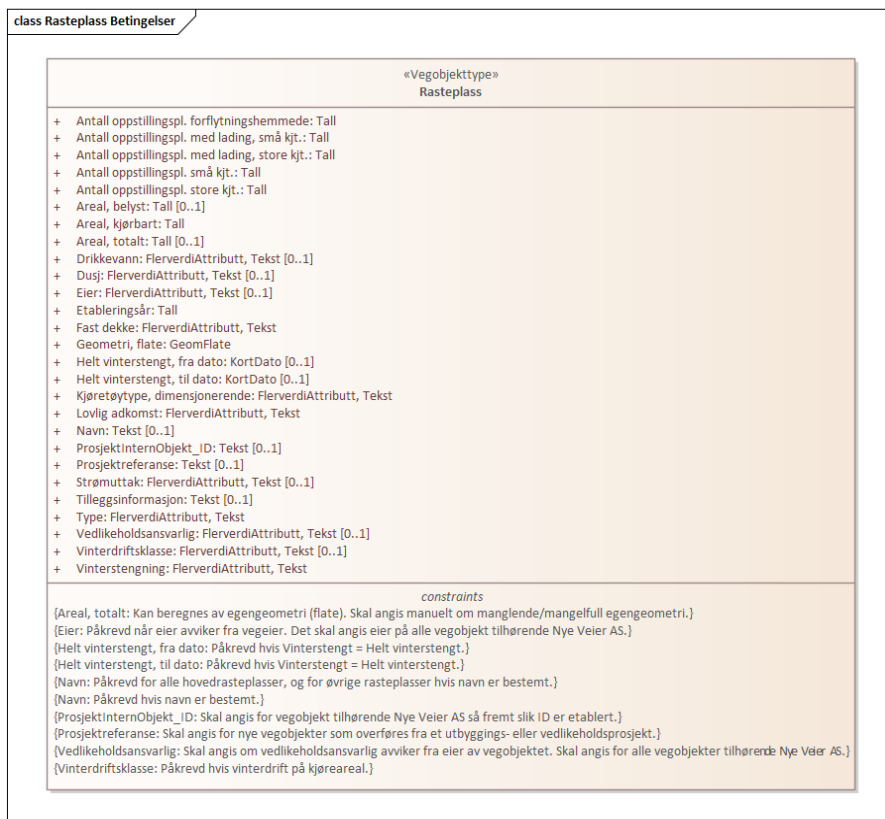 class Rasteplass Betingelser
«Vegobjekttype»
Rasteplass
+ Antall oppstillingspl. forflytningshemmede: Tall
+ Antall oppstillingspl. med lading, små kjt.: Tall
+ Antall oppstillingspl. med lading, store kjt.: Tall
+ Antall oppstillingspl. små kjt.: Tall
+ Antall oppstillingspl. store kjt.: Tall
+ Areal, belyst: Tall [0..1]
+ Areal, kjørbart: Tall
+ Areal, totalt: Tall [0..1]
+ Drikkevann: FlerverdiAttributt, Tekst [0..1]
+ Dusj: FlerverdiAttributt, Tekst [0..1]
+ Eier: FlerverdiAttributt, Tekst [0..1]
+ Etableringsår: Tall
+ Fast dekke: FlerverdiAttributt, Tekst
+ Geometri, flate: GeomFlate
+ Helt vinterstengt, fra dato: KortDato [0..1]
+ Helt vinterstengt, til dato: KortDato [0..1]
+ Kjøretøytype, dimensjonerende: FlerverdiAttributt, Tekst
+ Lovlig adkomst: FlerverdiAttributt, Tekst
+ Navn: Tekst [0..1]
+ ProsjektInternObjekt_ID: Tekst [0..1]
+ Prosjektreferanse: Tekst [0..1]
+ Strømuttak: FlerverdiAttributt, Tekst [0..1]
+ Tilleggsinformasjon: Tekst [0..1]
+ Type: FlerverdiAttributt, Tekst
+ Vedlikeholdsansvarlig: FlerverdiAttributt, Tekst [0..1]
+ Vinterdriftsklasse: FlerverdiAttributt, Tekst [0..1]
+ Vinterstengning: FlerverdiAttributt, Tekst
constraints
{Areal, totalt: Kan beregnes av egengeometri (flate). Skal angis manuelt om manglende/mangelfull egengeometri.}
{Eier: Påkrevd når eier avviker fra vegeier. Det skal angis eier på alle vegobjekt tilhørende Nye Veier AS.}
{Helt vinterstengt, fra dato: Påkrevd hvis Vinterstengt = Helt vinterstengt.}
{Helt vinterstengt, til dato: Påkrevd hvis Vinterstengt = Helt vinterstengt.}
{Navn: Påkrevd for alle hovedrasteplasser, og for øvrige rasteplasser hvis navn er bestemt.}
{Navn: Påkrevd hvis navn er bestemt.}
{ProsjektInternObjekt_ID: Skal angis for vegobjekt tilhørende Nye Veier AS så fremt slik ID er etablert.}
{Prosjektreferanse: Skal angis for nye vegobjekter som overføres fra et utbyggings- eller vedlikeholdsprosjekt.}
{Vedlikeholdsansvarlig: Skal angis om vedlikeholdsansvarlig avviker fra eier av vegobjektet. Skal angis for alle vegobjekter tilhørende Nye Veier AS.}
{Vinterdriftsklasse: Påkrevd hvis vinterdrift på kjøreareal.}